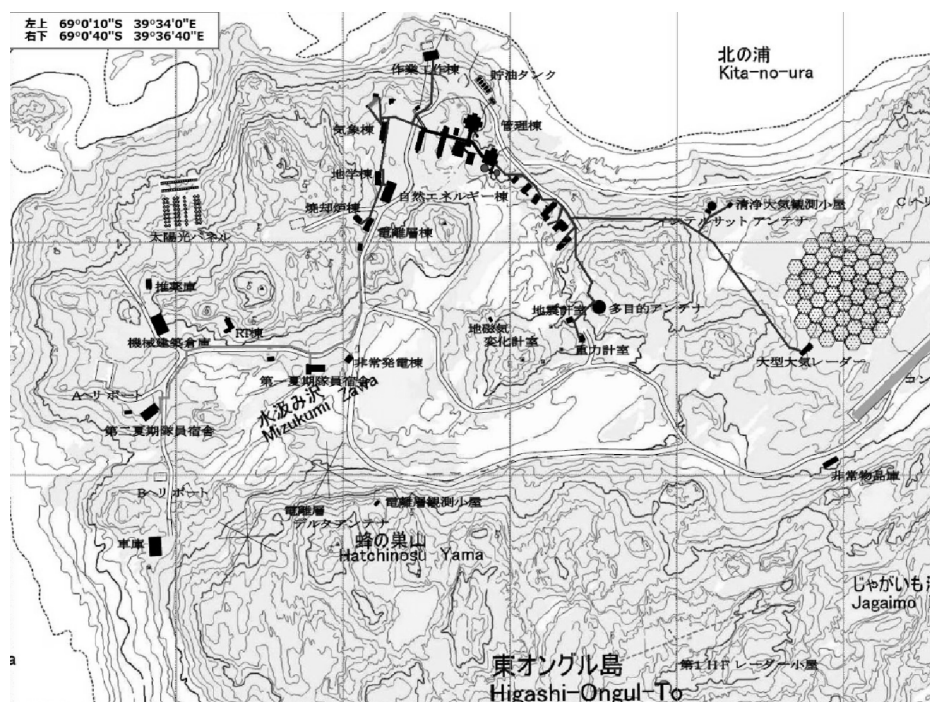 左上 69°0'10"S 39°34'0"E
右下 69°0'40"S 39°36'40"E
北の浦
Kita-no-ura
作業工作棟
貯油タンク
気象棟
管理棟
地学棟
自然エネルギー棟
清浄大気観測小屋
インテルサットアンテナ
Cヘリ
焼却炉棟
電離層棟
太陽光パネル
推薬庫
RT棟
機械建築倉庫
地震計室
多目的アンテナ
地磁気
変化計室
重力計室
大型大気レーダー
コン
非常発電棟
第一夏期隊員宿舎
Aヘリポート
水汲み沢
Mizukumi Zawa
第二夏期隊員宿舎
非常物品庫
Bヘリポート
電離層
デルタアンテナ
電離層観測小屋
車庫
蜂の巣山
Hatchinosu Yama
じゃがいも
Jagaimo
東オングル島
Higashi-Ongul-To
第1HFレーダー小屋